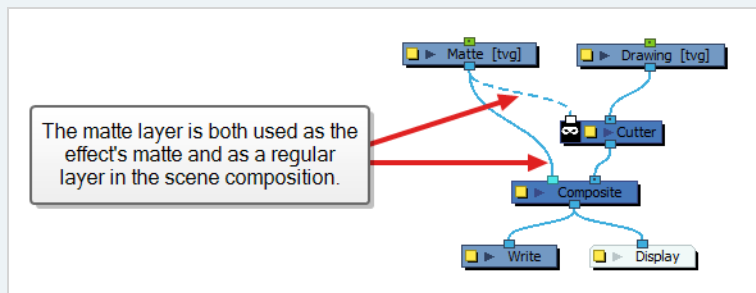 Matte [tvg]
Drawing [tvg]
The matte layer is both used as the
effect's matte and as a regular
layer in the scene composition.
Cutter
Composite
Write
Display